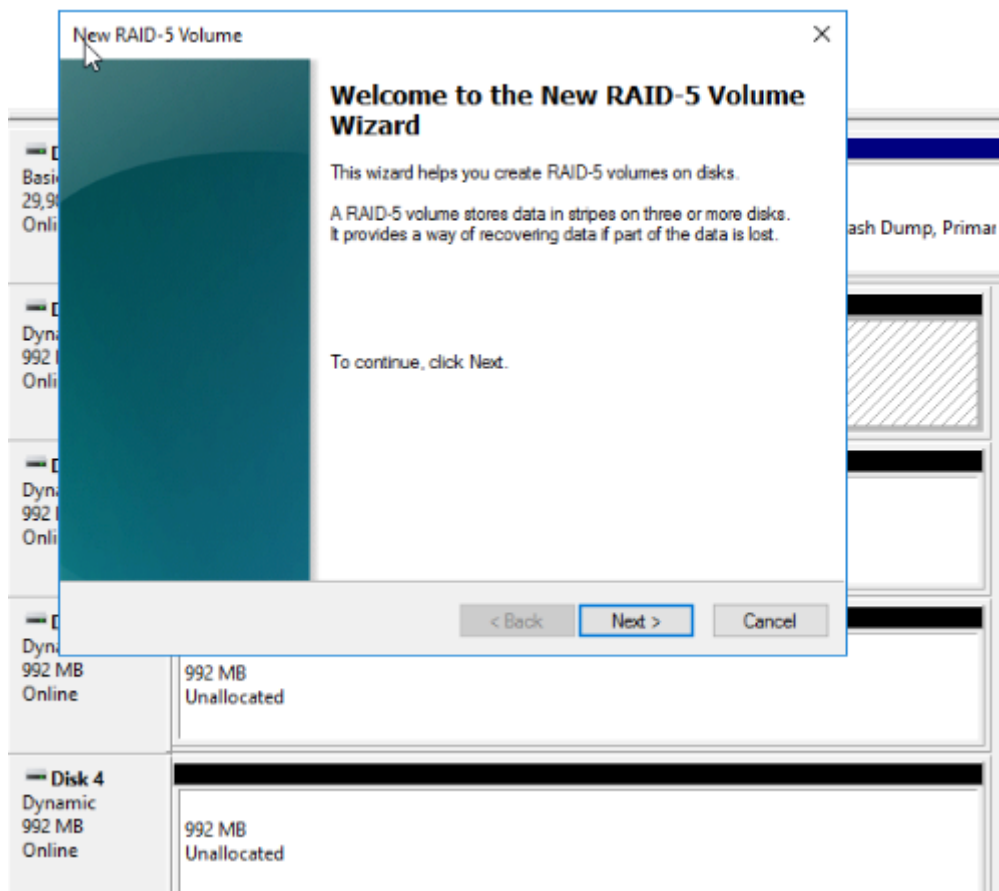 New RAID-5 Volume
Welcome to the New RAID-5 Volume
Wizard
This wizard helps you create RAID-5 volumes on disks.
A RAID-5 volume stores data in stripes on three or more disks.
It provides a way of recovering data if part of the data is lost.
To continue, click Next.
< Back
Next >
Cancel
Basi
29,9
Onli
ash Dump, Primar
Dyna
992
Onli
Dyna
992
Onli
Dyna
992 MB
Online
992 MB
Unallocated
Disk 4
Dynamic
992 MB
Online
992 MB
Unallocated